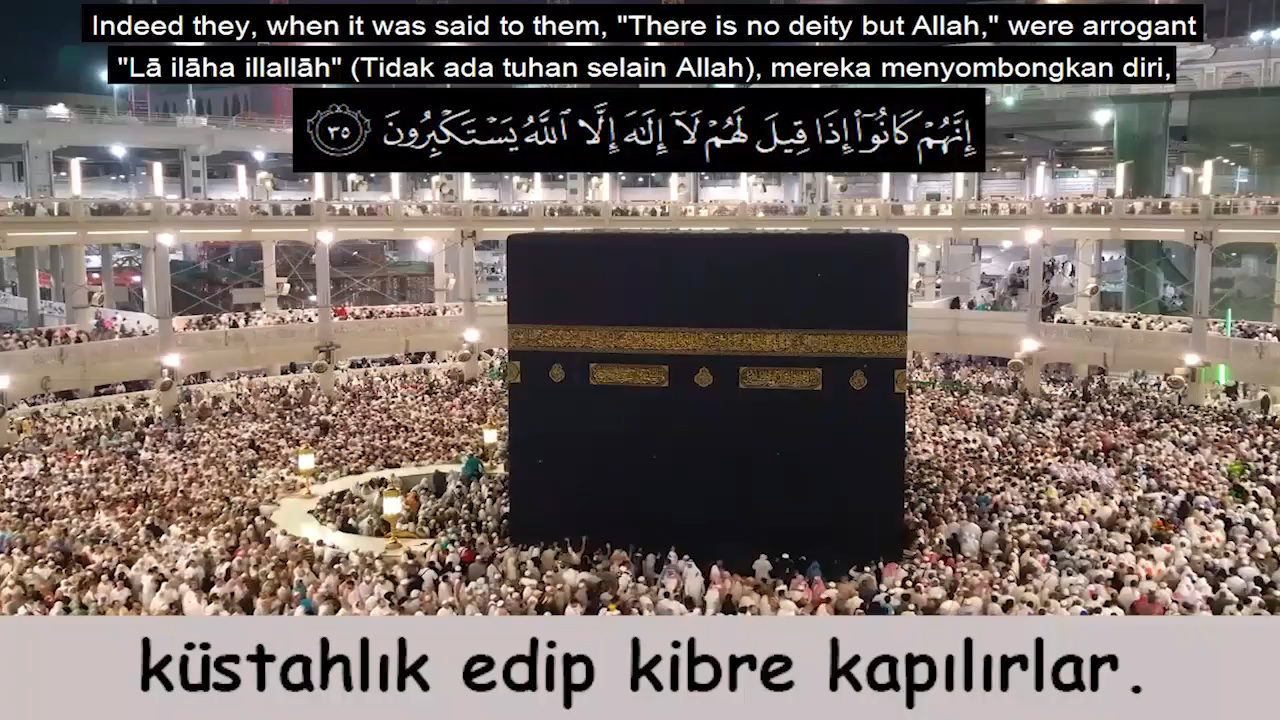 Indeed they, when it was said to them, "There is no deity but Allah," were arrogant
"Lā ilāha illallāh" (Tidak ada tuhan selain Allah), mereka menyombongkan diri,
إِنَّهُمْ كَانُوٓا۟ إِذَا قِيلَ لَهُمْ لَآ إِلَٰهَ إِلَّا ٱللَّهُ يَسْتَكْبِرُونَ ٣٥
küstahlık edip kibre kapılırlar.